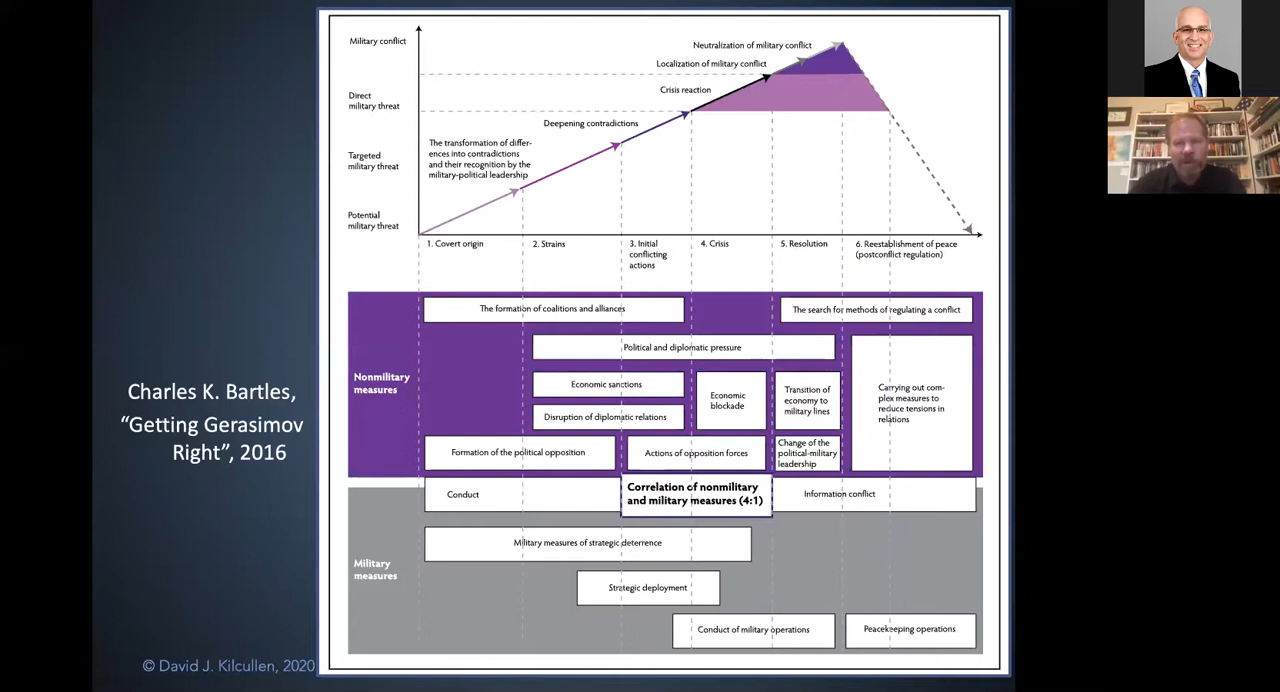 Military conflict
Direct
military threat
Targeted
military threat
Potential
military threat
Neutralization of military conflict
Localization of military conflict
Crisis reaction
Deepening contradictions
The transformation of differ-
ences into contradictions
and their recognition by the
military-political leadership
1. Covert origin
2. Strains
3. Initial
conflicting
actions
4. Crisis
5. Resolution
6. Reestablishment of peace
(postconflict regulation)
Nonmilitary
measures
The formation of coalitions and alliances
The search for methods of regulating a conflict
Political and diplomatic pressure
Economic sanctions
Disruption of diplomatic relations
Economic
blockade
Transition of
economy to
military lines
Carrying out com-
plex measures to
reduce tensions in
relations
Formation of the political opposition
Actions of opposition forces
Change of the
political-military
leadership
Conduct
Correlation of nonmilitary
and military measures (4:1)
Information conflict
Military
measures
Military measures of strategic deterrence
Strategic deployment
Conduct of military operations
Peacekeeping operations
Charles K. Bartles,
“Getting Gerasimov
Right”, 2016
© David J. Kilcullen, 2020